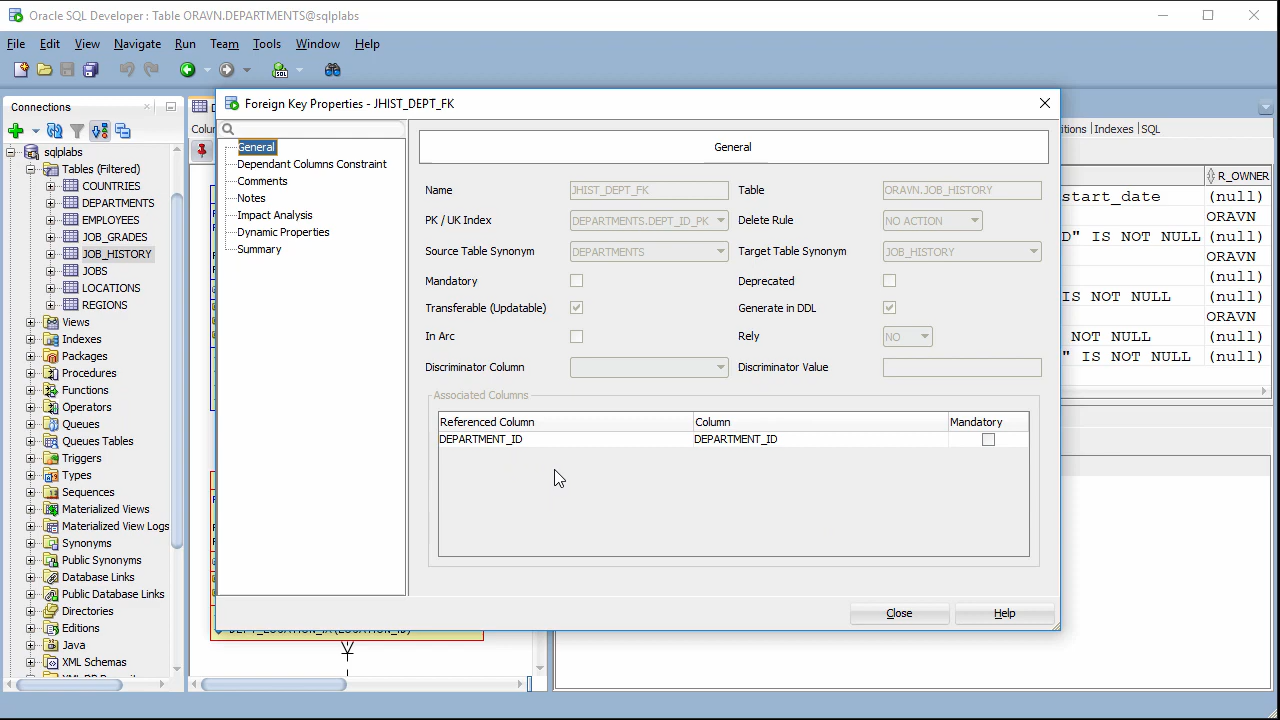 Oracle SQL Developer : Table ORAVN.DEPARTMENTS@sqlplabs
File Edit View Navigate Run Team Tools Window Help
Connections
sqlplabs
Tables (Filtered)
COUNTRIES
DEPARTMENTS
EMPLOYEES
JOB_GRADES
JOB_HISTORY
JOBS
LOCATIONS
REGIONS
Views
Indexes
Packages
Procedures
Functions
Operators
Queues
Queues Tables
Triggers
Types
Sequences
Materialized Views
Materialized View Logs
Synonyms
Public Synonyms
Database Links
Public Database Links
Directories
Editions
Java
XML Schemas
Foreign Key Properties - JHIST_DEPT_FK
General
Dependant Columns Constraint
Comments
Notes
Impact Analysis
Dynamic Properties
Summary
General
Name JHIST_DEPT_FK Table ORAVN.JOB_HISTORY
PK / UK Index DEPARTMENTS.DEPT_ID_PK Delete Rule NO ACTION
Source Table Synonym DEPARTMENTS Target Table Synonym JOB_HISTORY
Mandatory Deprecated
Transferable (Updatable) Generate in DDL
In Arc Rely NO
Discriminator Column Discriminator Value
Associated Columns
Referenced Column Column Mandatory
DEPARTMENT_ID DEPARTMENT_ID
Close Help
Indexes SQL
R_OWNER
start_date (null)
ORAVN
D" IS NOT NULL (null)
ORAVN
(null)
IS NOT NULL (null)
ORAVN
NOT NULL (null)
" IS NOT NULL (null)